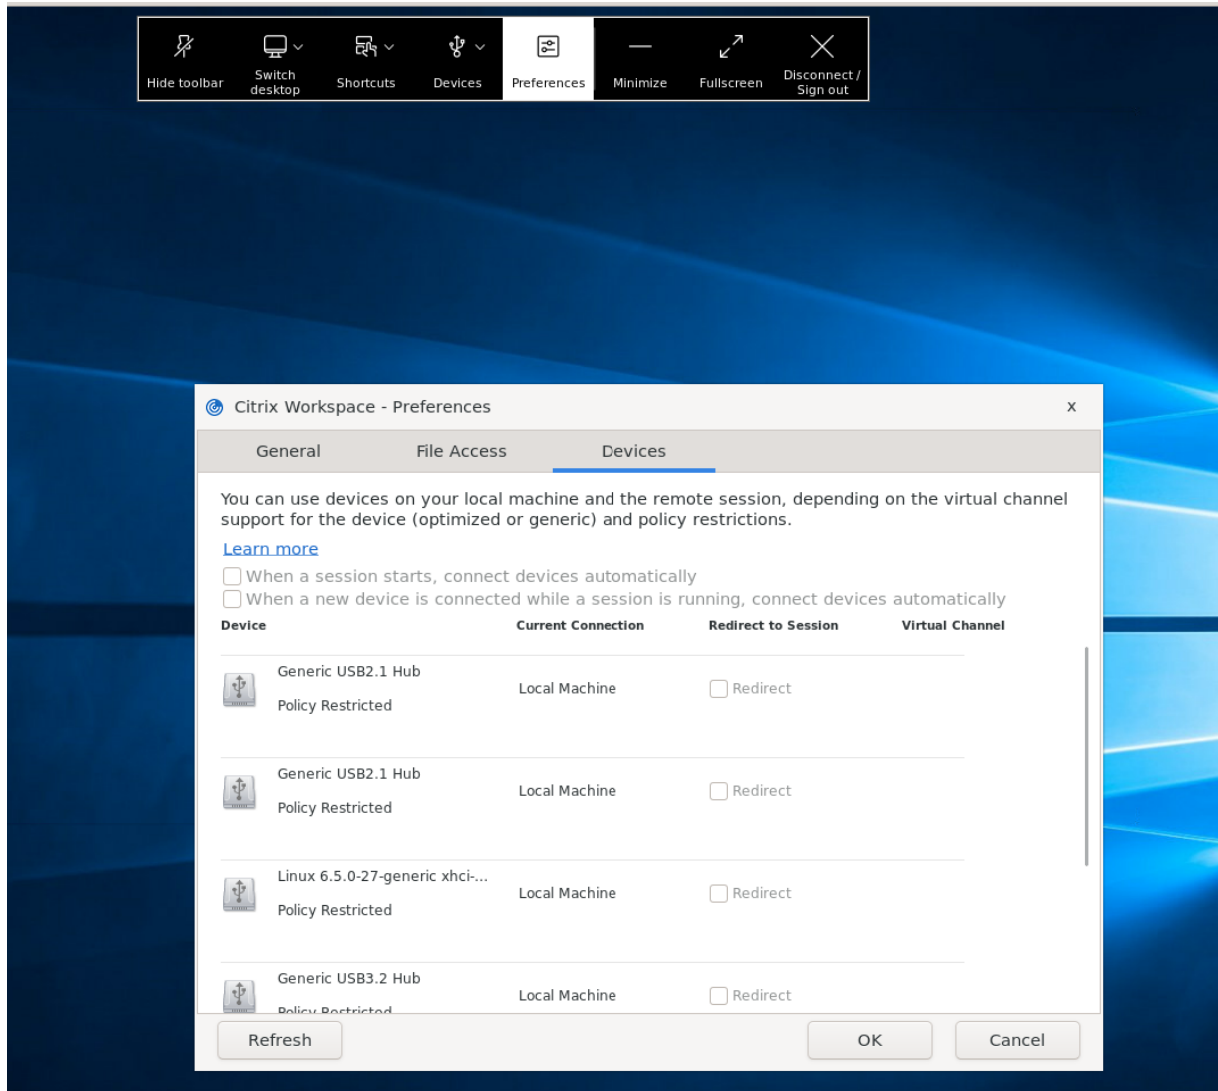 Hide toolbar
Switch
desktop
Shortcuts
Devices
Preferences
Minimize
Fullscreen
Disconnect /
Sign out
Citrix Workspace - Preferences
x
General
File Access
Devices
You can use devices on your local machine and the remote session, depending on the virtual channel
support for the device (optimized or generic) and policy restrictions.
Learn more
When a session starts, connect devices automatically
When a new device is connected while a session is running, connect devices automatically
Device
Current Connection
Redirect to Session
Virtual Channel
Generic USB2.1 Hub
Policy Restricted
Local Machine
Redirect
Generic USB2.1 Hub
Policy Restricted
Local Machine
Redirect
Linux 6.5.0-27-generic xhci-...
Policy Restricted
Local Machine
Redirect
Generic USB3.2 Hub
Policy Restricted
Local Machine
Redirect
Refresh
OK
Cancel